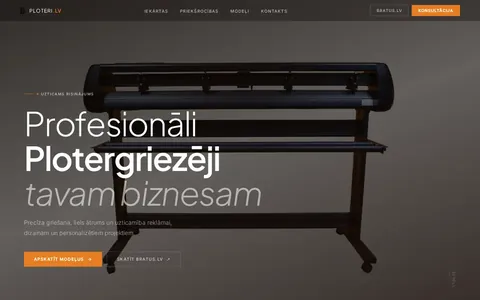 PLOTERI.LV
IEKĀRTAS
PRIEKŠROCĪBAS
MODEĻI
KONTAKTS
BRATUS.LV
KONSULTĀCIJA
UZTICAMS RISINĀJUMS
Profesionāli
Plotergriezēji
tavam biznesam
Precīza griešana, liels ātrums un uzticamība reklāmai,
dizainam un personalizētiem projektiem.
APSKATĪT MODEĻUS →
SKATĪT BRATUS.LV ↗